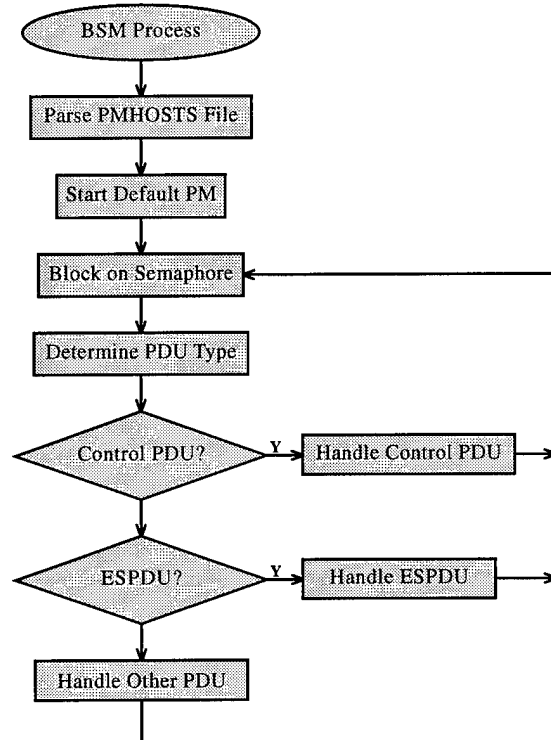 BSM Process
Parse PMHOSTS File
Start Default PM
Block on Semaphore
Determine PDU Type
Control PDU?
Y
Handle Control PDU
ESPDU?
Y
Handle ESPDU
Handle Other PDU